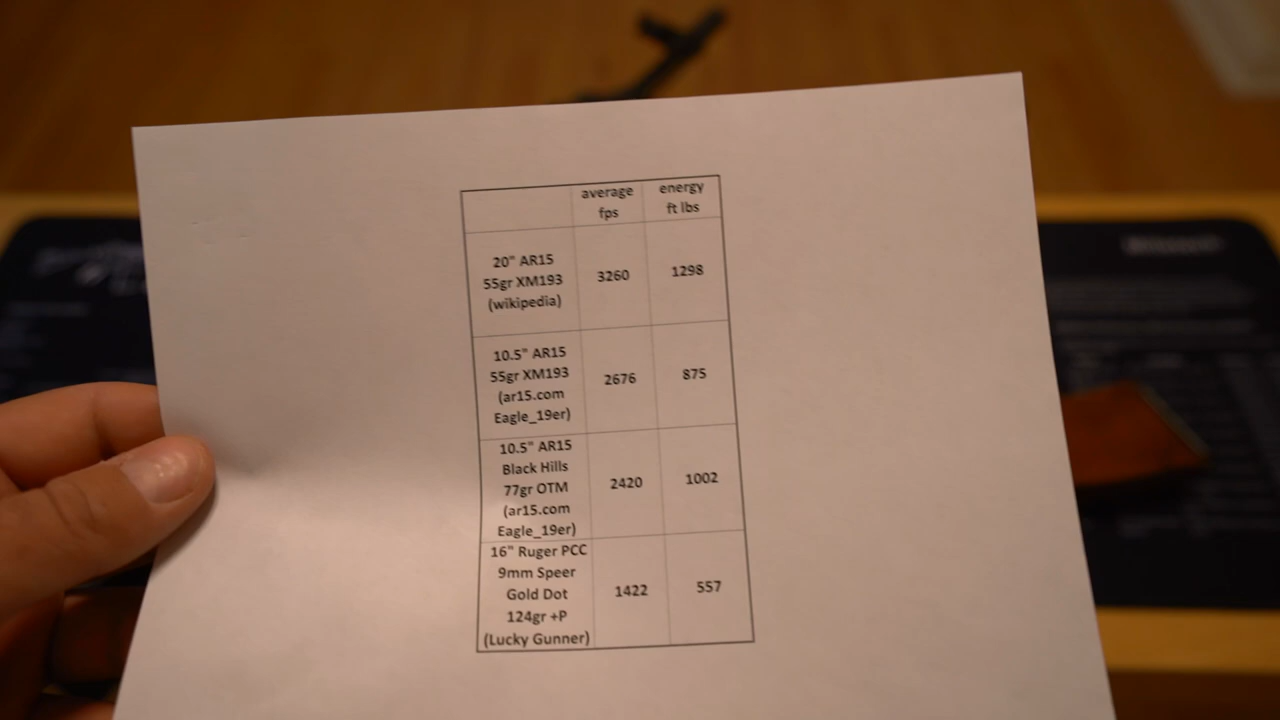 average
fps
energy
ft lbs
20" AR15
55gr XM193
(wikipedia)
3260
1298
10.5" AR15
55gr XM193
(ar15.com
Eagle_19er)
2676
875
10.5" AR15
Black Hills
77gr OTM
(ar15.com
Eagle_19er)
2420
1002
16" Ruger PCC
9mm Speer
Gold Dot
124gr +P
(Lucky Gunner)
1422
557